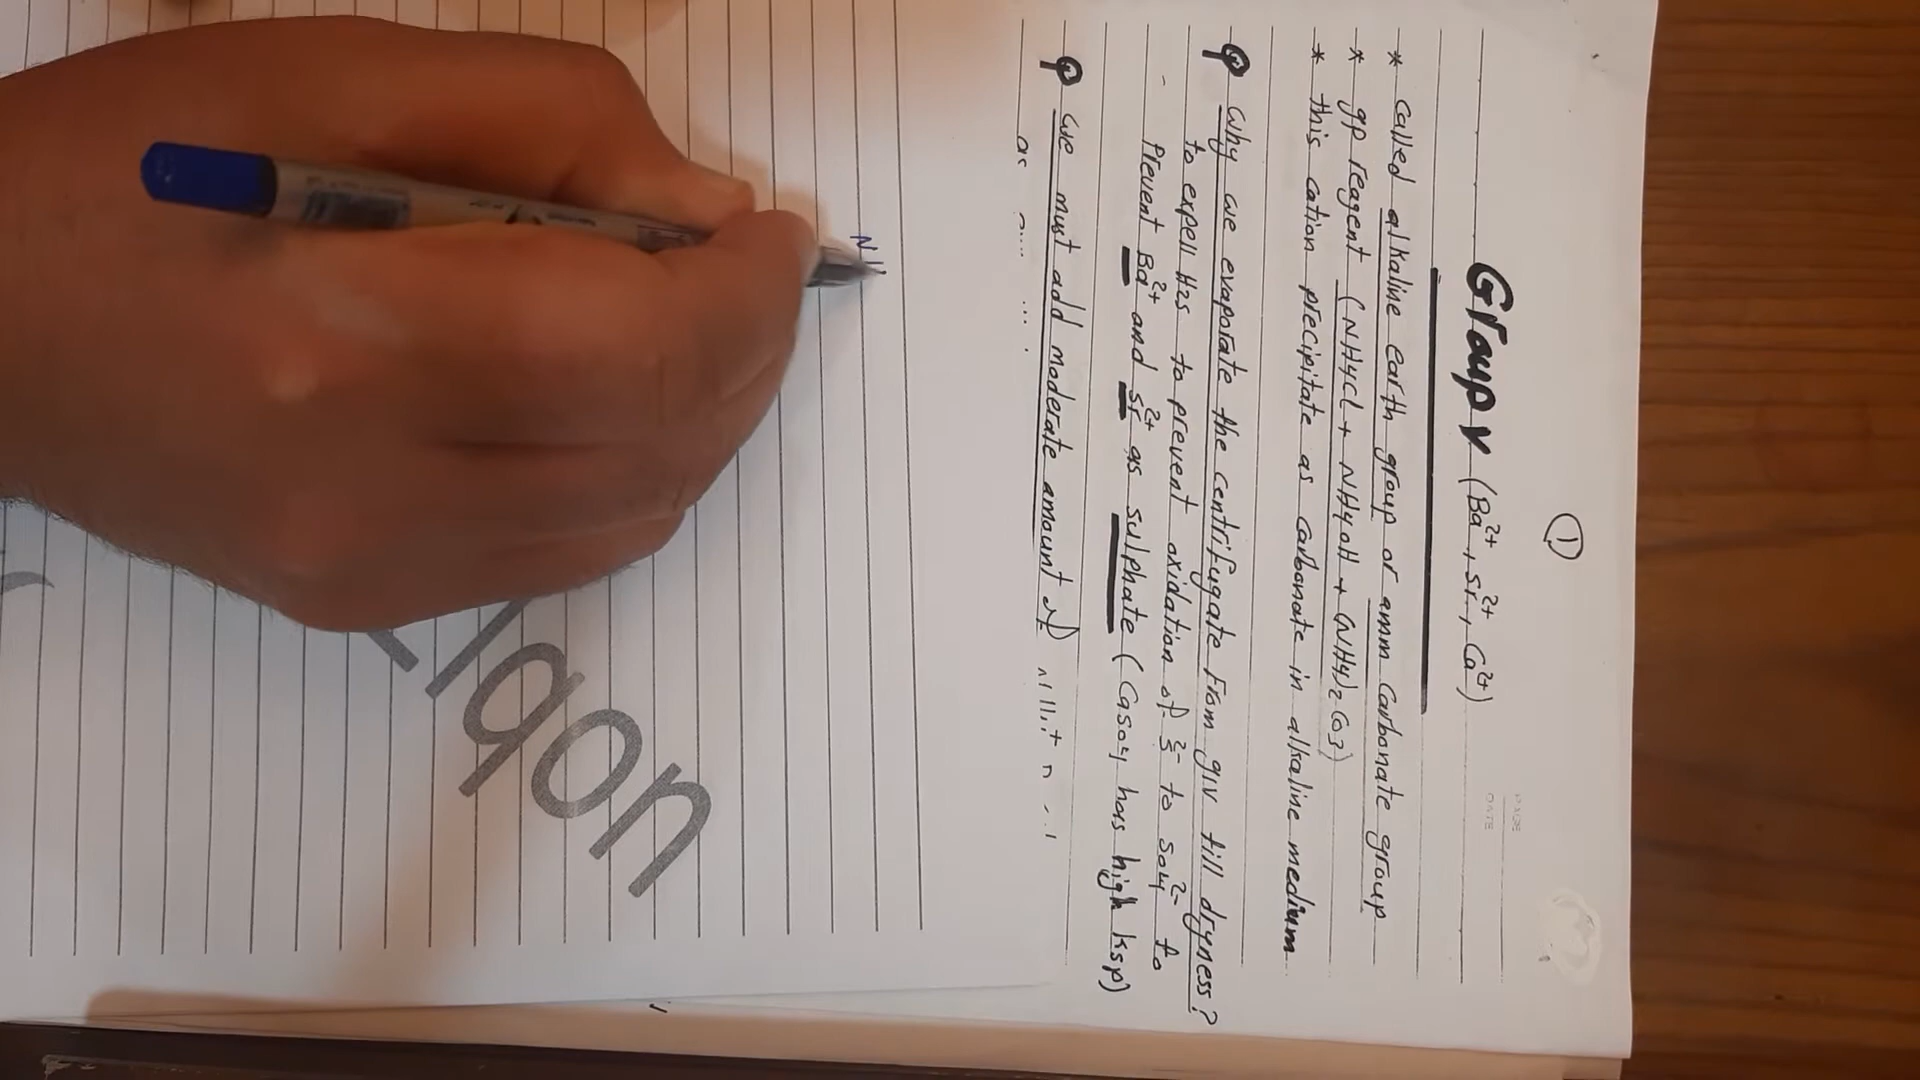 ①
Group V (Ba²⁺, Sr²⁺, Ca²⁺)
PAGE
DATE
* called alkaline earth group or amm carbonate group
* gp reagent (NH4Cl + NH4OH + (NH4)2CO3)
* this cation precipitate as carbonate in alkaline medium
Q Why we evaporate the centrifugate from gIV till dryness?
to expell H2S to prevent oxidation of S²⁻ to SO4²⁻ to
- Prevent Ba²⁺ and Sr²⁺ as sulphate (CaSO4 has high ksp)
Q we must add moderate amount of
as
N